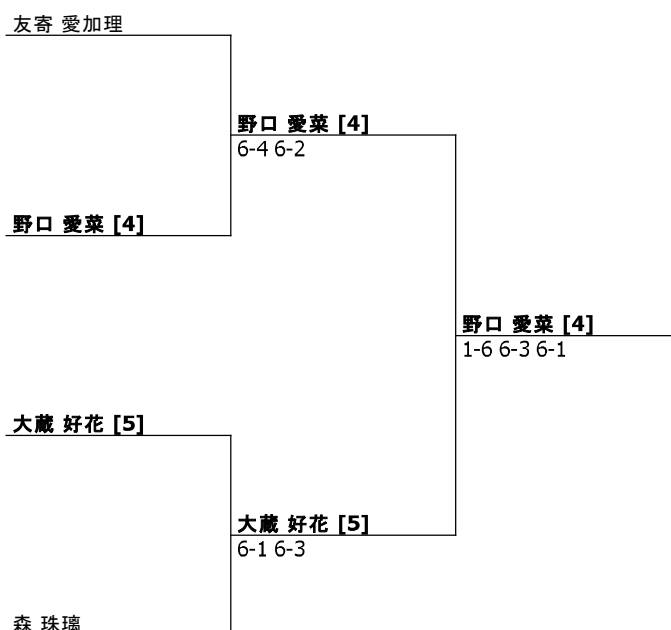 友寄 愛加理
野口 愛菜 [4]
6-4 6-2
野口 愛菜 [4]
野口 愛菜 [4]
1-6 6-3 6-1
大蔵 好花 [5]
大蔵 好花 [5]
6-1 6-3
森 珠璃